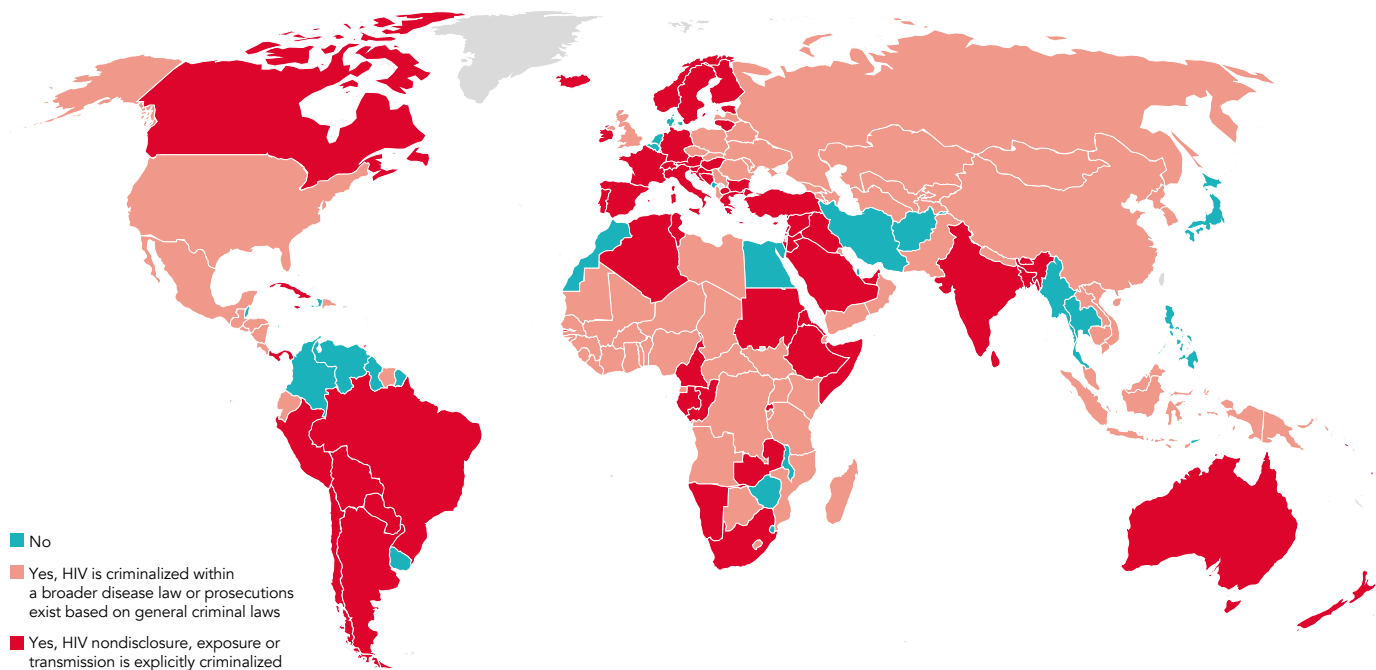 No
Yes, HIV is criminalized within
a broader disease law or prosecutions
exist based on general criminal laws
Yes, HIV nondisclosure, exposure or
transmission is explicitly criminalized